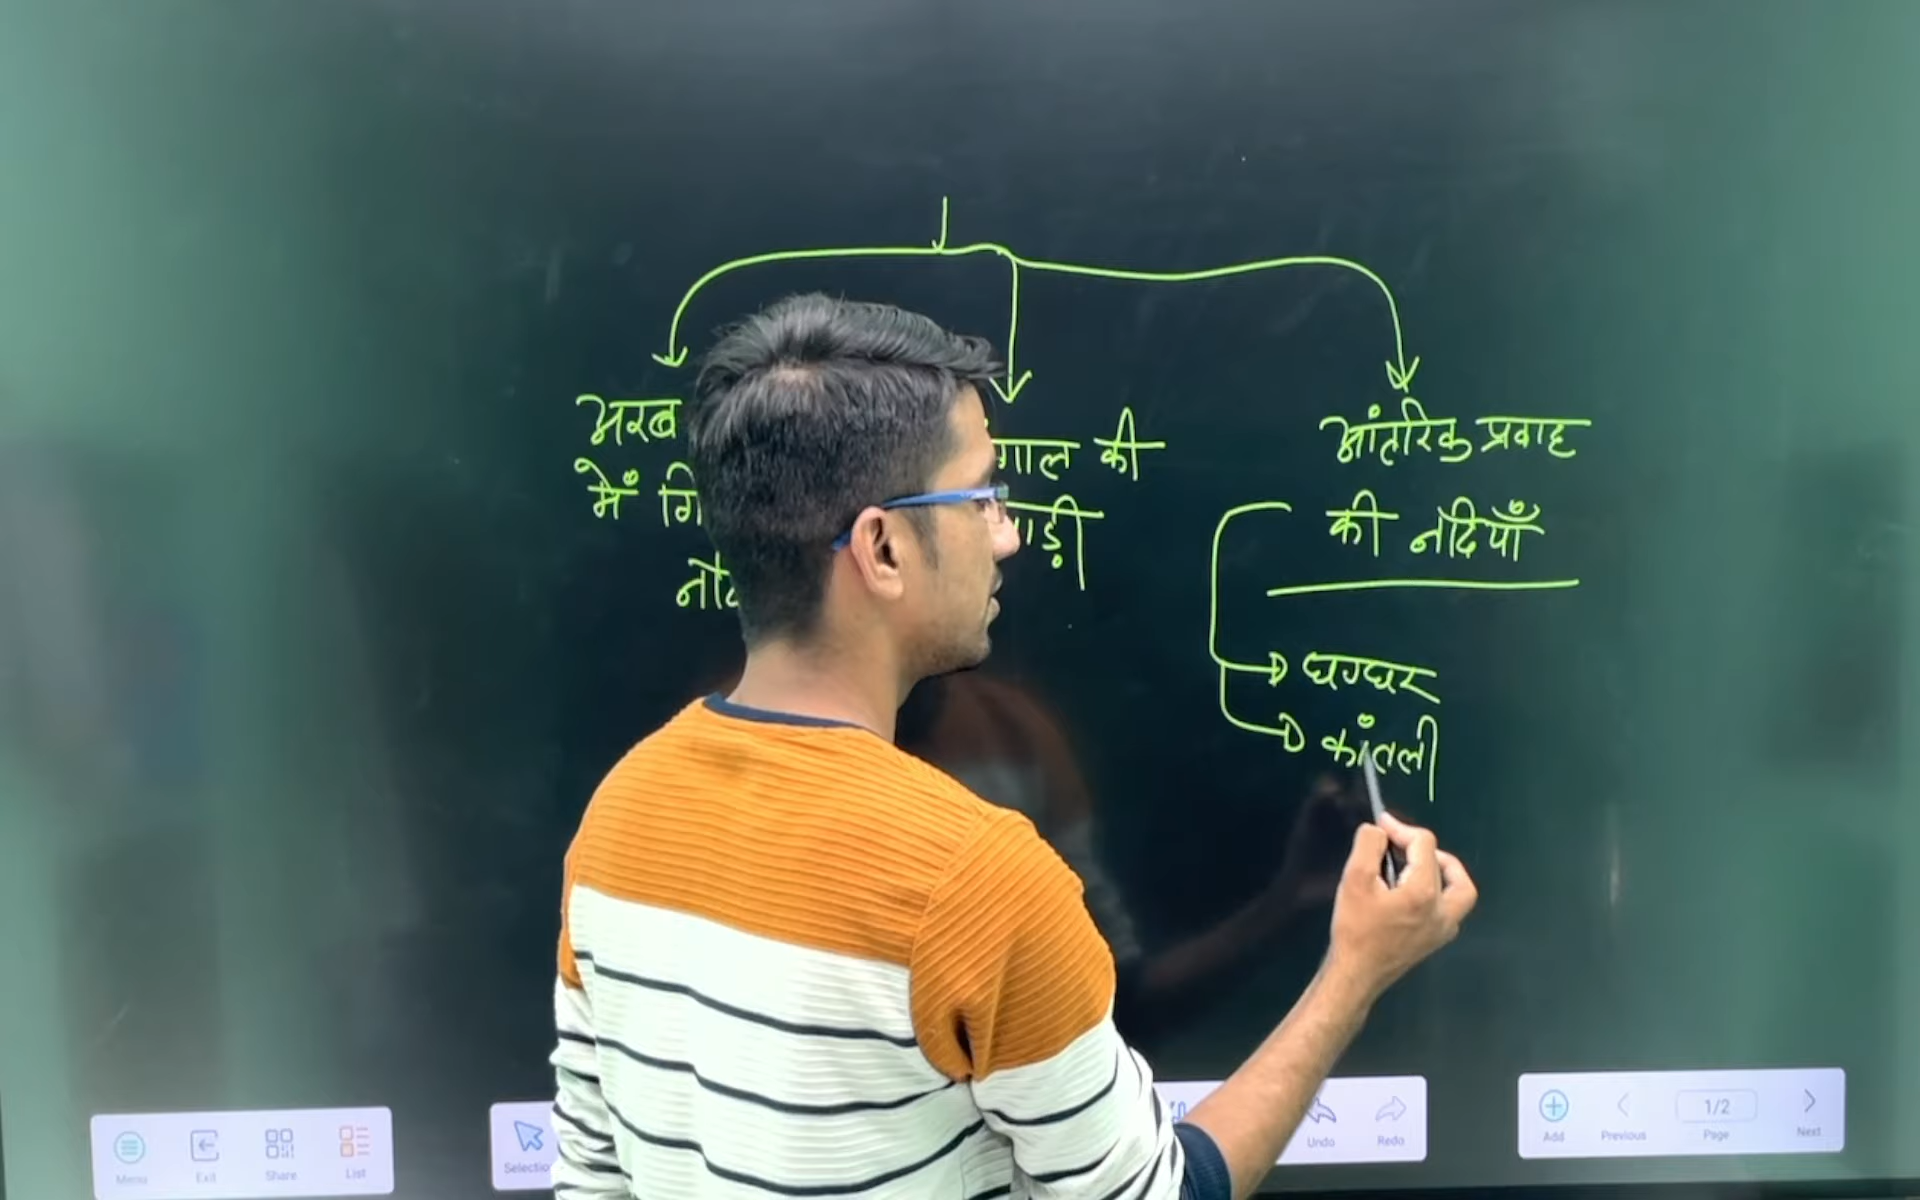 अरब
में
की
आंतरिक प्रवाह
की नदियाँ
घग्घर
कांतली
Menu
Exit
Share
List
Undo
Redo
Add
Previous
1/2
Page
Next